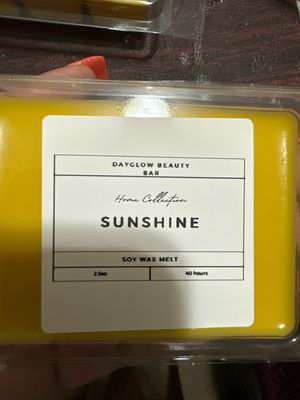 DAYGLOW BEAUTY
BAR
Home Collection
SUNSHINE
SOY WAX MELT
2.5oz 40 hours